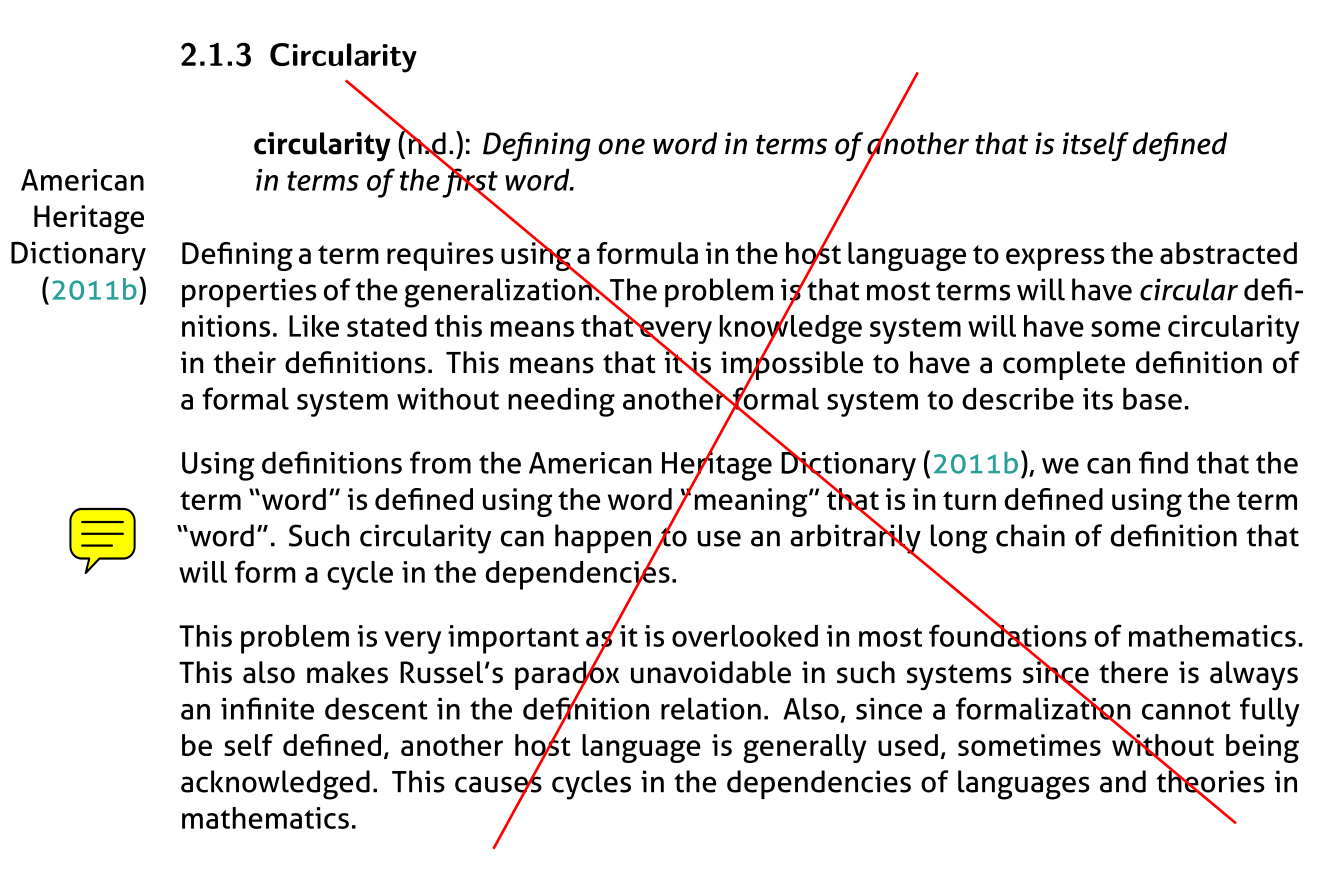 2.1.3 Circularity
circularity (n.d.): Defining one word in terms of another that is itself defined
in terms of the first word.
American
Heritage
Dictionary
(2011b)
Defining a term requires using a formula in the host language to express the abstracted
properties of the generalization. The problem is that most terms will have circular defi-
nitions. Like stated this means that every knowledge system will have some circularity
in their definitions. This means that it is impossible to have a complete definition of
a formal system without needing another formal system to describe its base.
Using definitions from the American Heritage Dictionary (2011b), we can find that the
term “word” is defined using the word “meaning” that is in turn defined using the term
“word”. Such circularity can happen to use an arbitrarily long chain of definition that
will form a cycle in the dependencies.
This problem is very important as it is overlooked in most foundations of mathematics.
This also makes Russel’s paradox unavoidable in such systems since there is always
an infinite descent in the definition relation. Also, since a formalization cannot fully
be self defined, another host language is generally used, sometimes without being
acknowledged. This causes cycles in the dependencies of languages and theories in
mathematics.